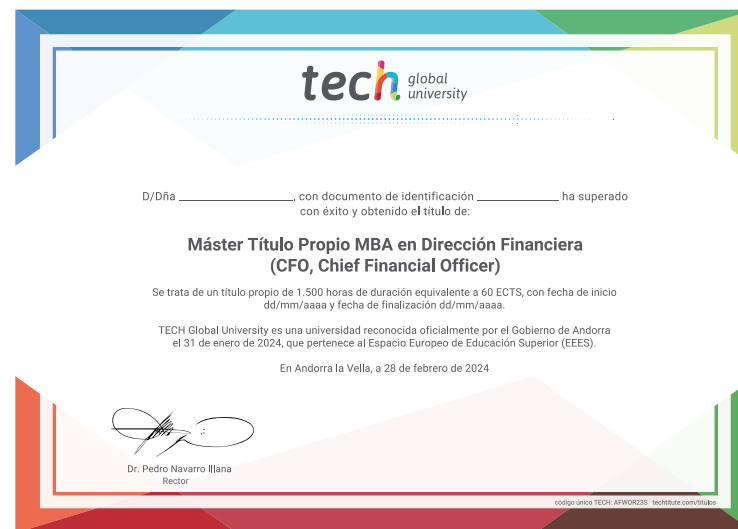 tech global
university
D/Dña ______________, con documento de identificación __________ ha superado
con éxito y obtenido el título de:
Máster Título Propio MBA en Dirección Financiera
(CFO, Chief Financial Officer)
Se trata de un título propio de 1.500 horas de duración equivalente a 60 ECTS, con fecha de inicio
dd/mm/aaaa y fecha de finalización dd/mm/aaaa.
TECH Global University es una universidad reconocida oficialmente por el Gobierno de Andorra
el 31 de enero de 2024, que pertenece al Espacio Europeo de Educación Superior (EEES).
En Andorra la Vella, a 28 de febrero de 2024
Dr. Pedro Navarro Illana
Rector
código único TECH: AFWOR23S techtitute.com/titulos